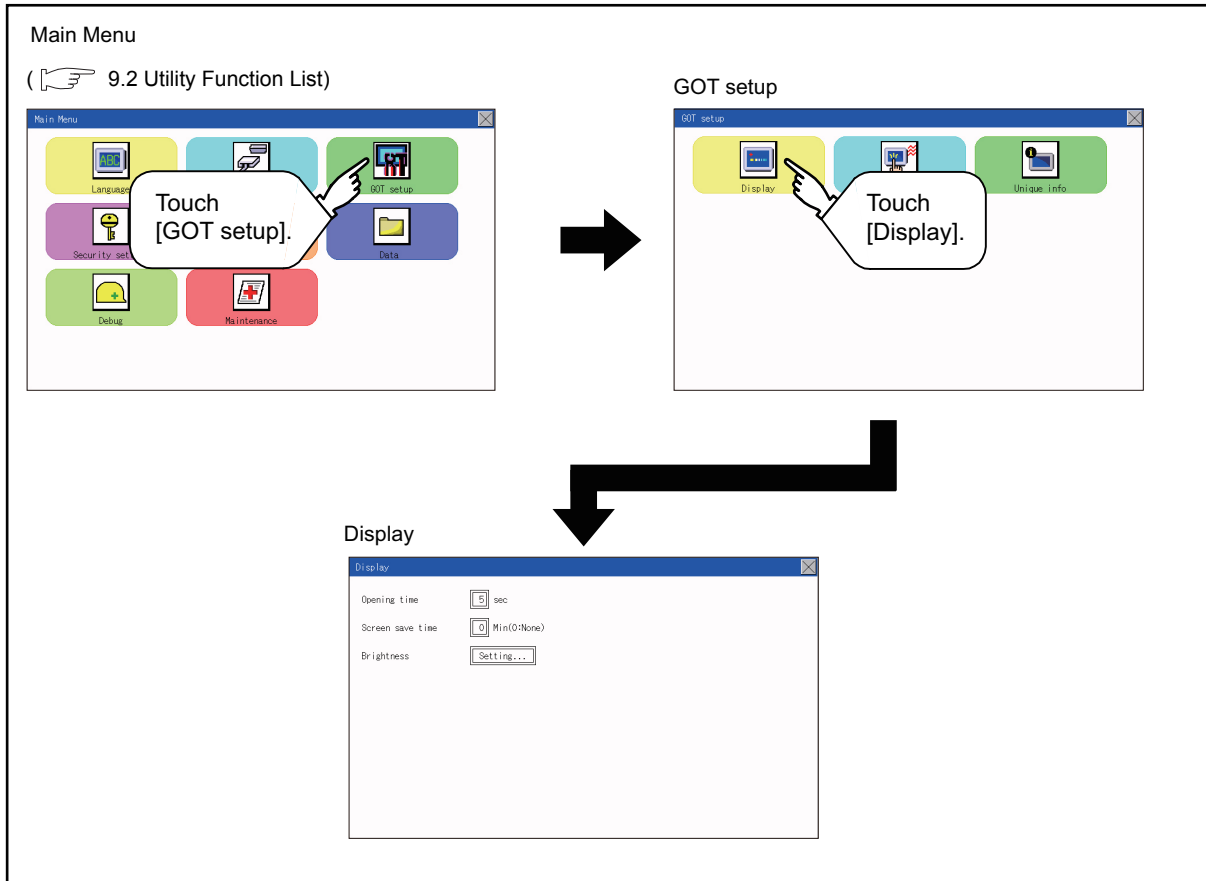 Main Menu
( 9.2 Utility Function List)
Main Menu
ABC
Language
GOT setup
Touch
[GOT setup].
Data
Debug
Maintenance
GOT setup
GOT setup
Display
Unique info
Touch
[Display].
Display
Display
Opening time 5 sec
Screen save time 0 Min(0:None)
Brightness Setting...